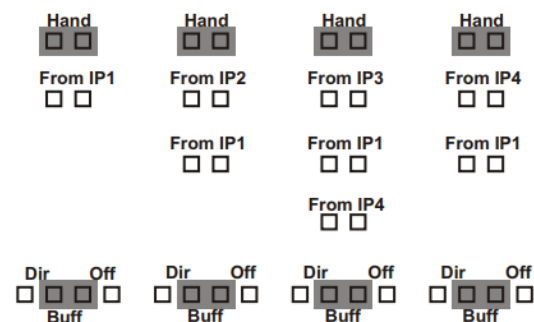 Hand Hand Hand Hand
From IP1 From IP2 From IP3 From IP4
From IP1 From IP1 From IP1
From IP4
Dir Off Dir Off Dir Off Dir Off
Buff Buff Buff Buff